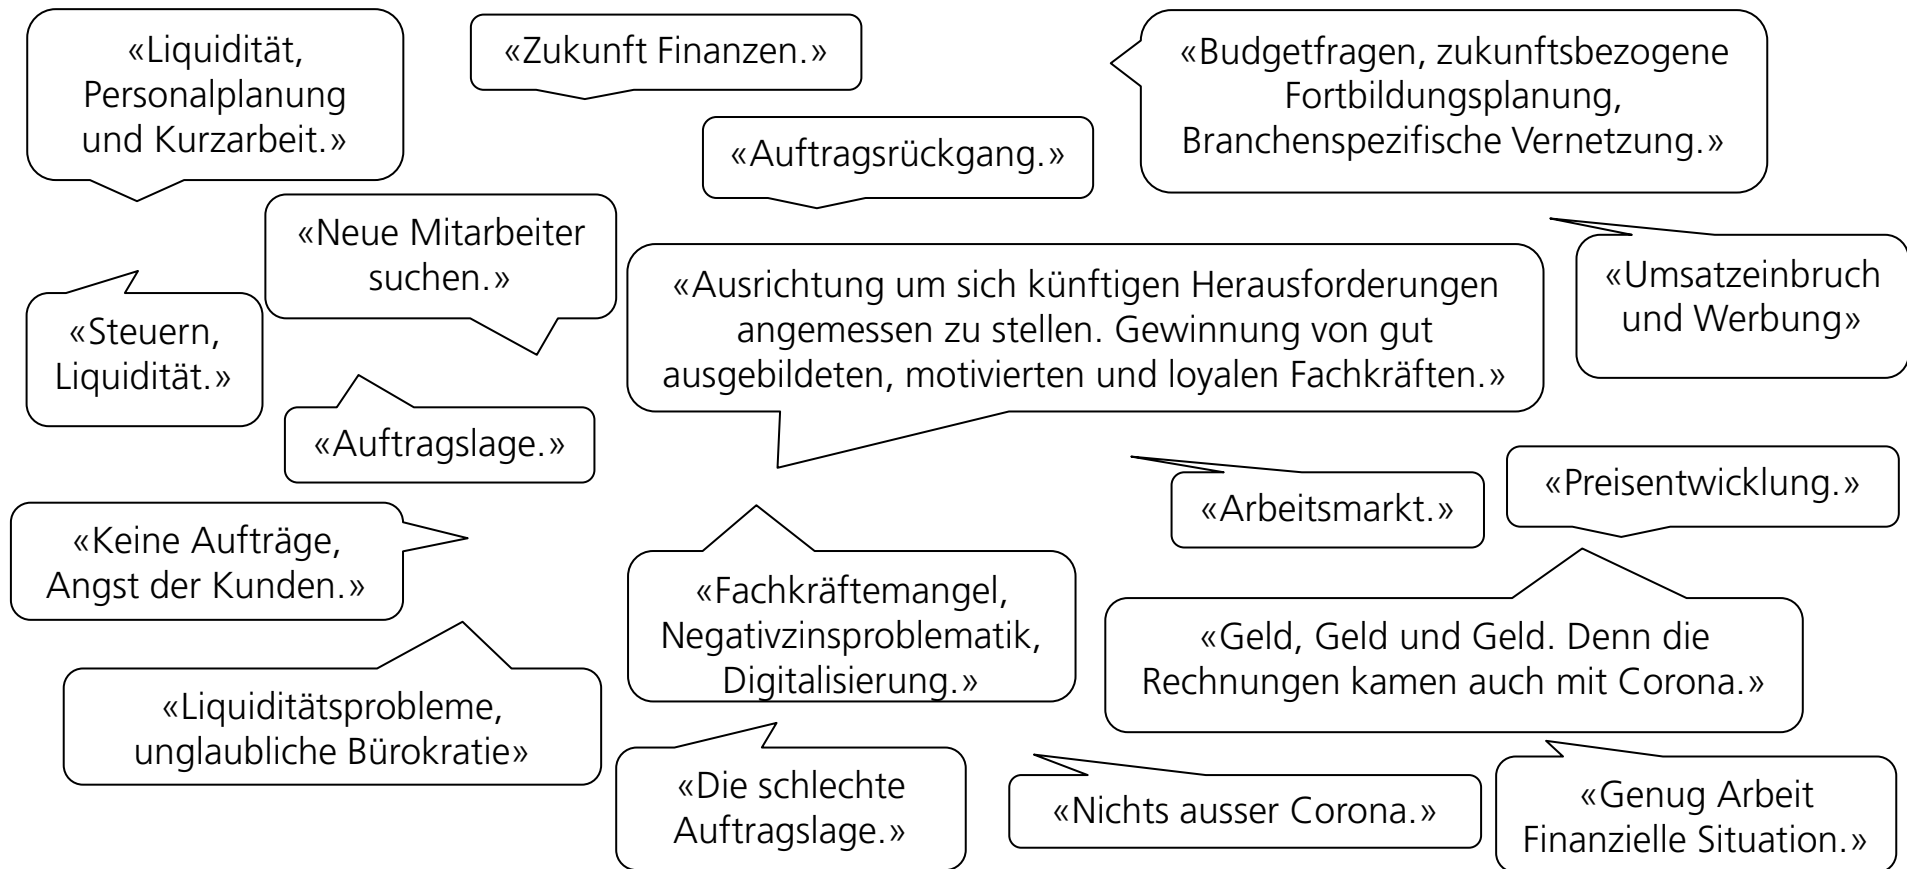 «Liquidität,
Personalplanung
und Kurzarbeit.»
«Zukunft Finanzen.»
«Budgetfragen, zukunftsbezogene
Fortbildungsplanung,
Branchenspezifische Vernetzung.»
«Auftragsrückgang.»
«Neue Mitarbeiter
suchen.»
«Ausrichtung um sich künftigen Herausforderungen
angemessen zu stellen. Gewinnung von gut
ausgebildeten, motivierten und loyalen Fachkräften.»
«Umsatzeinbruch
und Werbung»
«Steuern,
Liquidität.»
«Auftragslage.»
«Arbeitsmarkt.»
«Preisentwicklung.»
«Keine Aufträge,
Angst der Kunden.»
«Fachkräftemangel,
Negativzinsproblematik,
Digitalisierung.»
«Geld, Geld und Geld. Denn die
Rechnungen kamen auch mit Corona.»
«Liquiditätsprobleme,
unglaubliche Bürokratie»
«Die schlechte
Auftragslage.»
«Nichts ausser Corona.»
«Genug Arbeit
Finanzielle Situation.»